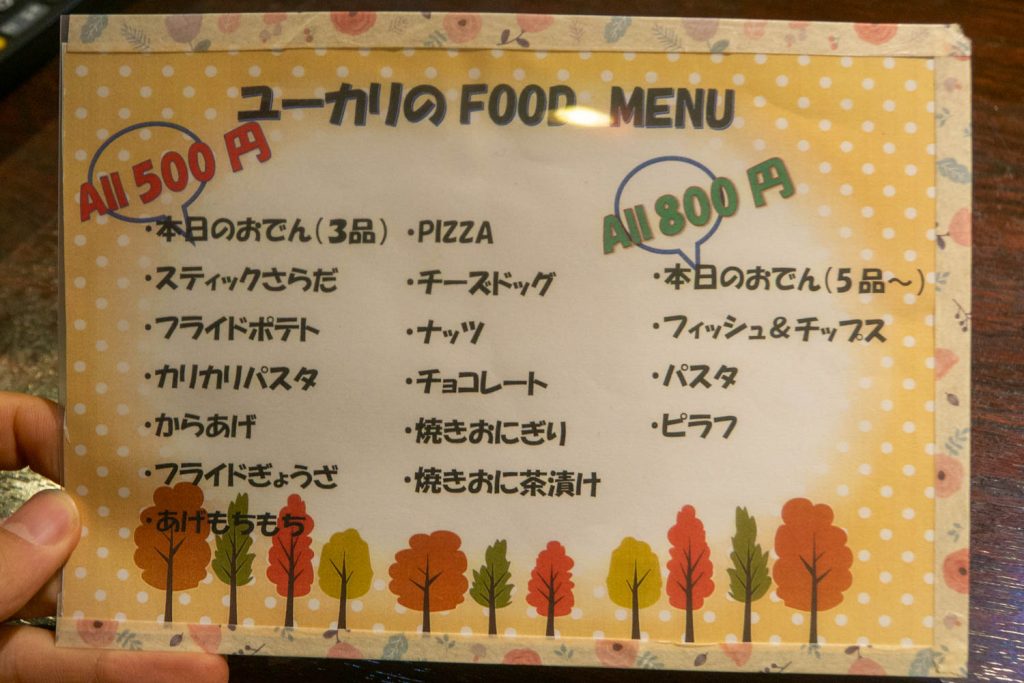 ユーカリの FOOD MENU
All 500 円
・本日のおでん(3品)
・スティックさらだ
・フライドポテト
・カリカリパスタ
・からあげ
・フライドぎょうざ
・あげもちもち
・PIZZA
・チーズドッグ
・ナッツ
・チョコレート
・焼きおにぎり
・焼きおに茶漬け
All 800 円
・本日のおでん(5品~)
・フィッシュ&チップス
・パスタ
・ピラフ